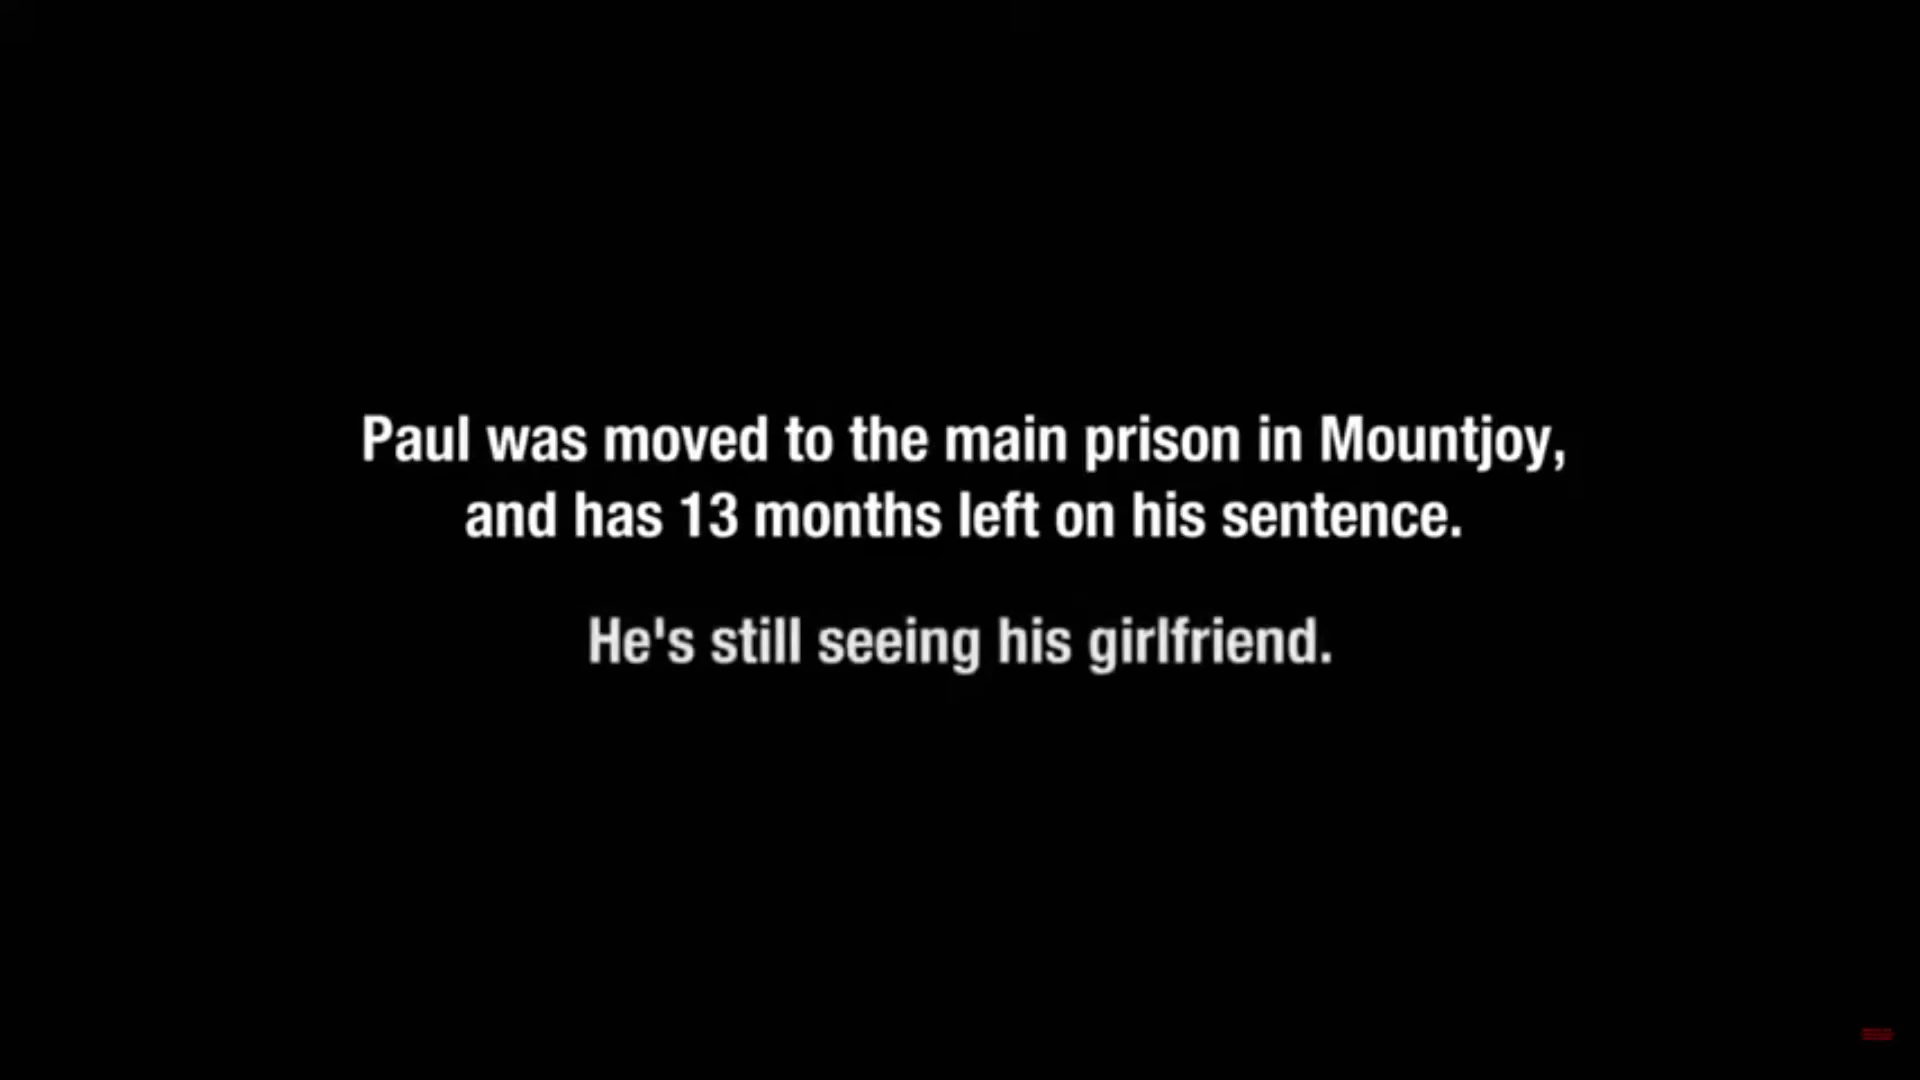 Paul was moved to the main prison in Mountjoy,
and has 13 months left on his sentence.
He's still seeing his girlfriend.